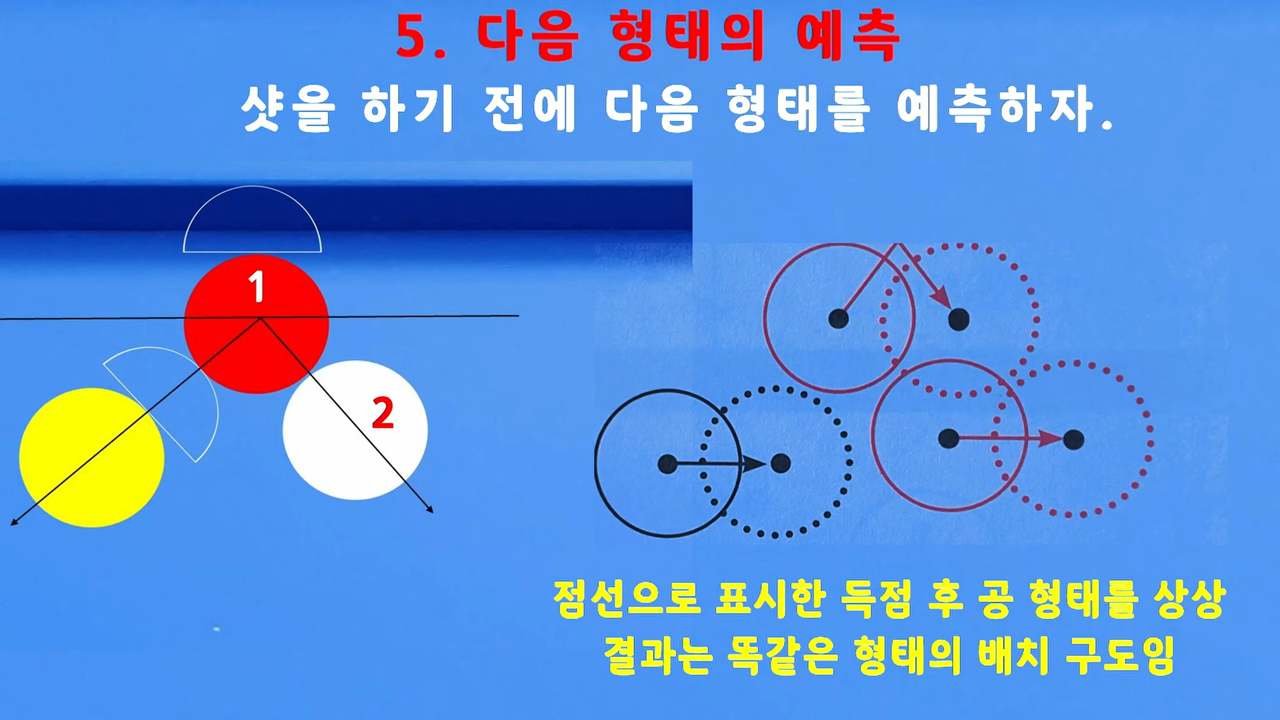 5. 다음 형태의 예측
샷을 하기 전에 다음 형태를 예측하자.
1
2
점선으로 표시한 득점 후 공 형태를 상상
결과는 똑같은 형태의 배치 구도임